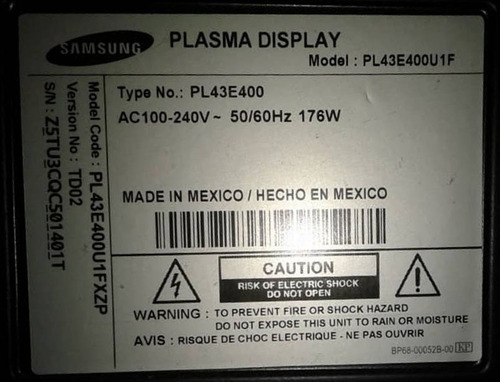 SAMSUNG
PLASMA DISPLAY
Model : PL43E400U1F
Type No.: PL43E400
AC100-240V~ 50/60Hz 176W
MADE IN MEXICO / HECHO EN MEXICO
CAUTION
RISK OF ELECTRIC SHOCK
DO NOT OPEN
WARNING : TO PREVENT FIRE OR SHOCK HAZARD
DO NOT EXPOSE THIS UNIT TO RAIN OR MOISTURE
AVIS : RISQUE DE CHOC ELECTRIQUE - NE PAS OUVRIR
BP68-00052B-00
Model Code : PL43E400U1FXZP
Version No : TD02
S/N: Z5TU3CQC501401T